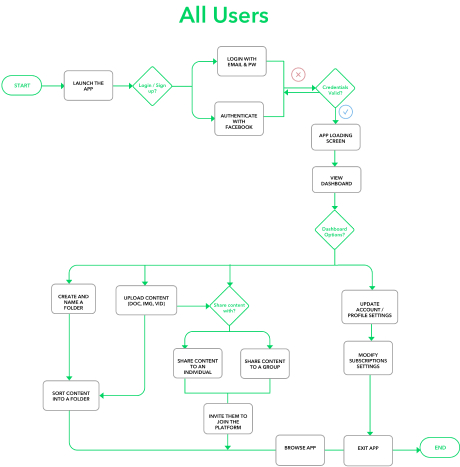 All Users
LOGIN WITH
EMAIL & PW
START
LAUNCH THE
APP
Login / Sign
up?
Credentials
Valid?
AUTHENTICATE
WITH
FACEBOOK
APP LOADING
SCREEN
VIEW
DASHBOARD
Dashboard
Options?
CREATE AND
NAME A
FOLDER
UPLOAD CONTENT
(DOC, IMG, VID)
Share content
with?
UPDATE
ACCOUNT /
PROFILE SETTINGS
SHARE CONTENT
TO AN
INDIVIDUAL
SHARE CONTENT
TO A GROUP
MODIFY
SUBSCRIPTIONS
SETTINGS
SORT CONTENT
INTO A FOLDER
INVITE THEM TO
JOIN THE
PLATFORM
BROWSE APP
EXIT APP
END